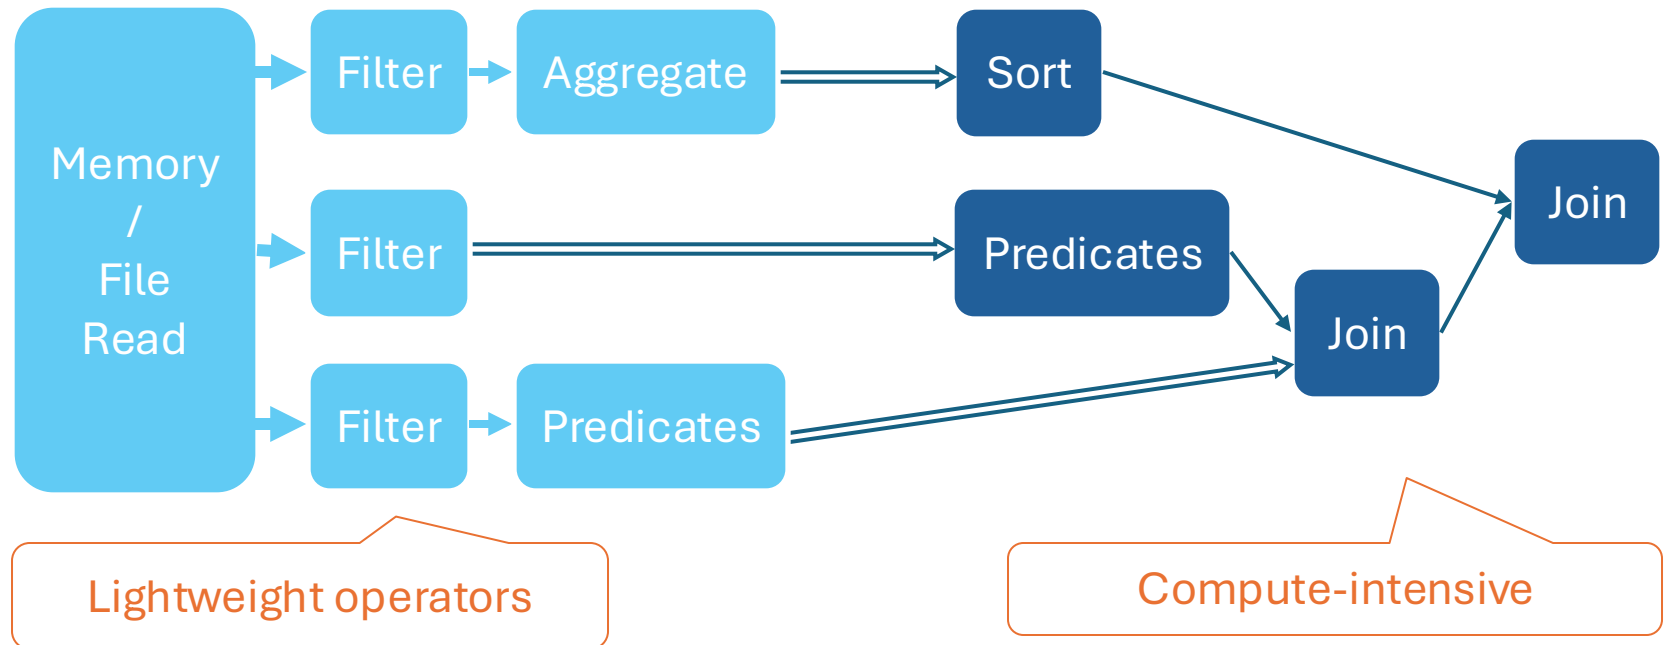 Memory
/
File
Read
Filter
Aggregate
Sort
Filter
Predicates
Join
Join
Filter
Predicates
Lightweight operators
Compute-intensive